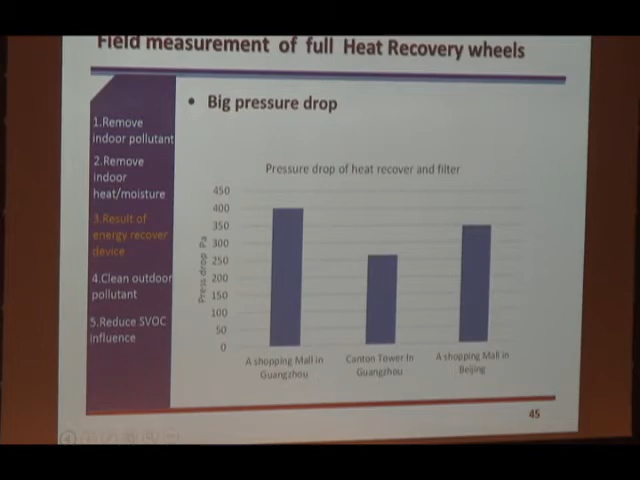 Field measurement of full Heat Recovery wheels
• Big pressure drop
1.Remove
indoor pollutant
2.Remove
indoor
heat/moisture
3.Result of
energy recover
device
4.Clean outdoor
pollutant
5.Reduce SVOC
influence
Pressure drop of heat recover and filter
Press drop Pa
450
400
350
300
250
200
150
100
50
0
A shopping Mall in
Guangzhou
Canton Tower In
Guangzhou
A shopping Mall in
Beijing
45